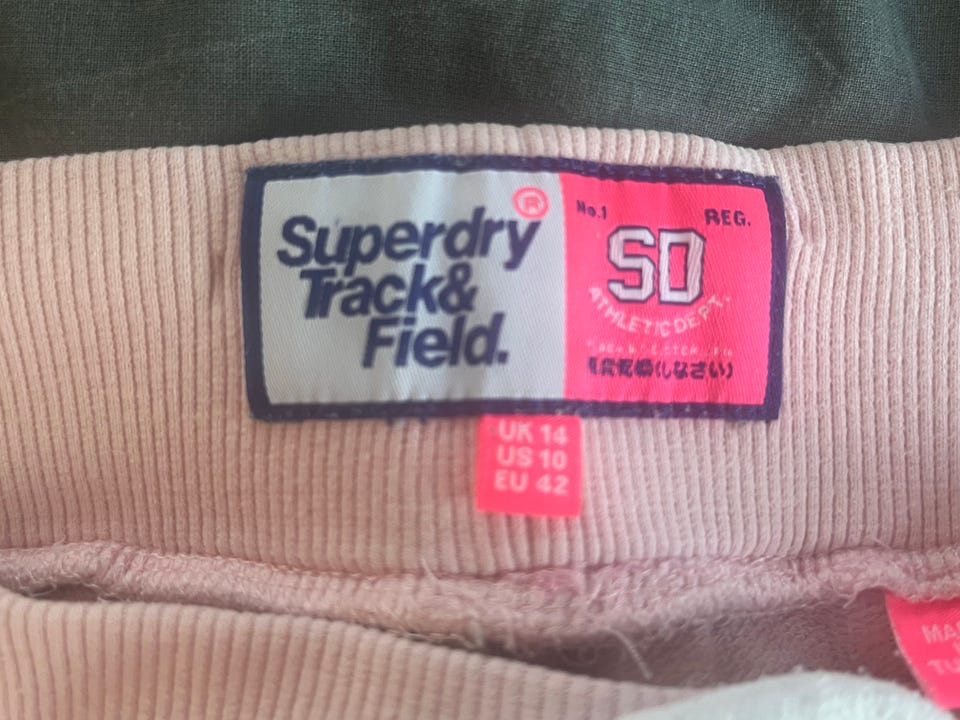 Superdry®
Track&
Field.
No.1 REG.
SD
ATHLETIC DEPT.
(しなさい)
UK 14
US 10
EU 42